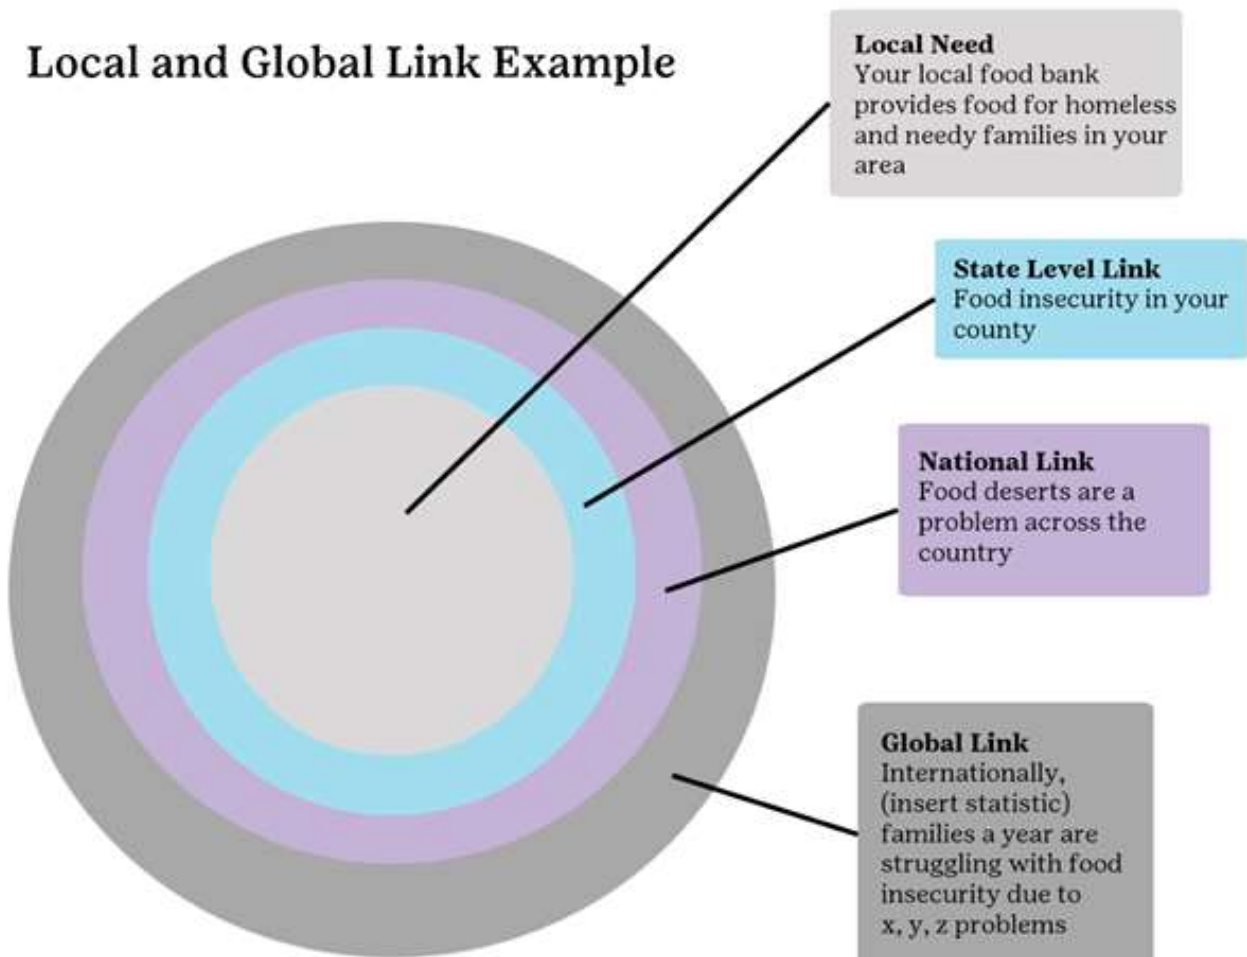 Local and Global Link Example
Local Need
Your local food bank
provides food for homeless
and needy families in your
area
State Level Link
Food insecurity in your
county
National Link
Food deserts are a
problem across the
country
Global Link
Internationally,
(insert statistic)
families a year are
struggling with food
insecurity due to
x, y, z problems